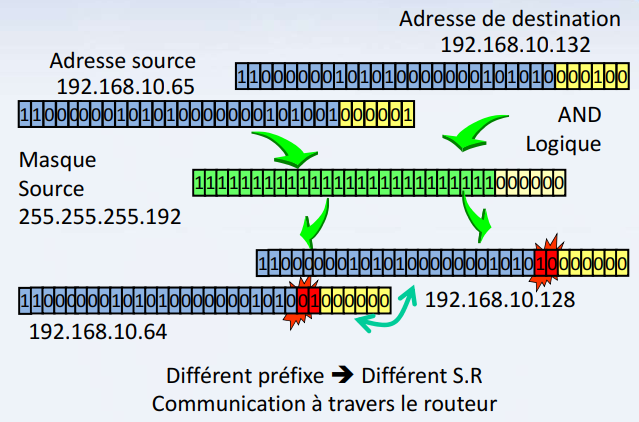 Adresse de destination
192.168.10.132
11000000101010000000101010000100
Adresse source
192.168.10.65
11000000101010000000101001000001
AND
Logique
Masque
Source
255.255.255.192
11111111111111111111111111000000
11000000101010000000101010000000
11000000101010000000101001000000
192.168.10.128
192.168.10.64
Différent préfixe ➔ Différent S.R
Communication à travers le routeur